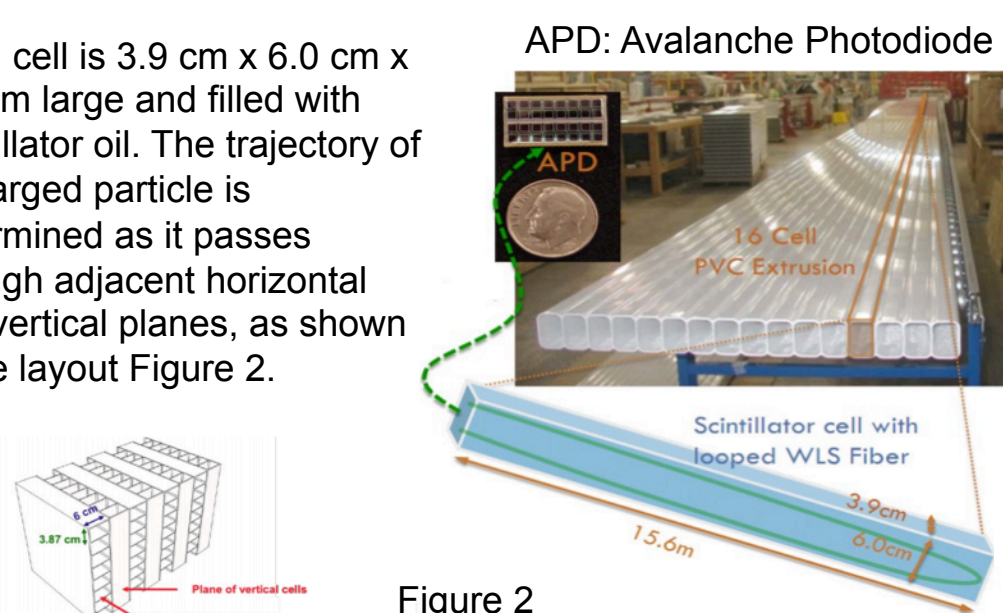 cell is 3.9 cm x 6.0 cm x
m large and filled with
illator oil. The trajectory of
arged particle is
rmined as it passes
gh adjacent horizontal
vertical planes, as shown
e layout Figure 2.
APD: Avalanche Photodiode
APD
16 Cell
PVC Extrusion
Scintillator cell with
looped WLS Fiber
3.9cm
6.0cm
15.6m
6 cm
3.87 cm
Plane of vertical cells
Figure 2